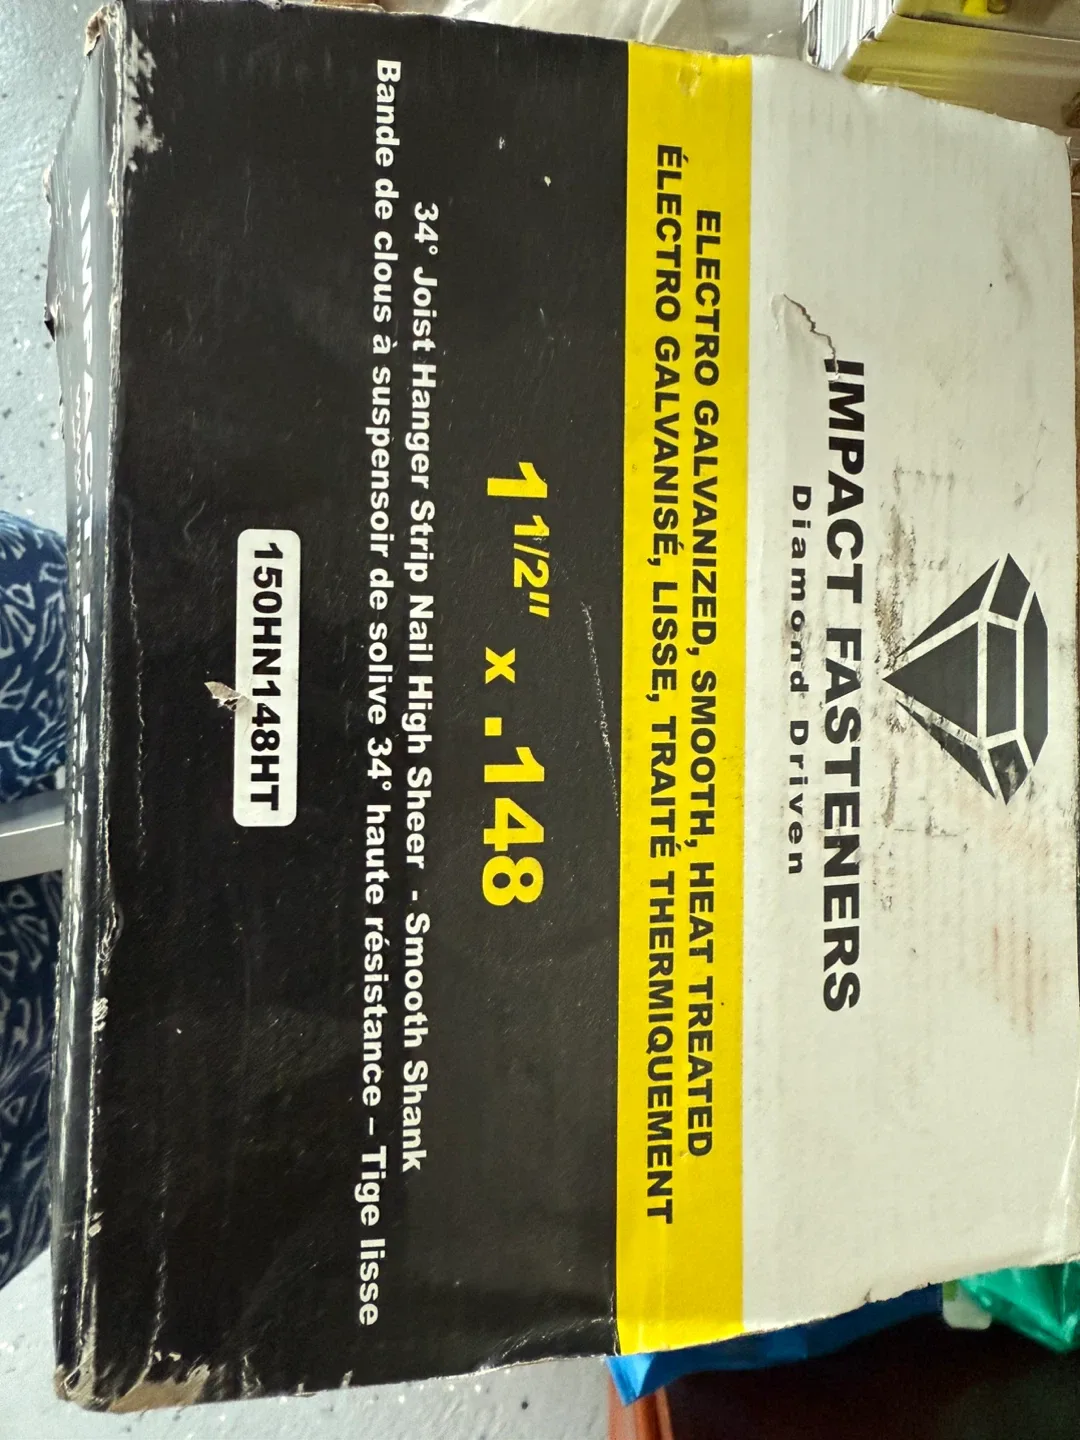 IMPACT FASTENERS
Diamond Driven
ELECTRO GALVANIZED, SMOOTH, HEAT TREATED
ÉLECTRO GALVANISÉ, LISSE, TRAITÉ THERMIQUEMENT
1 1/2" x .148
34° Joist Hanger Strip Nail High Sheer - Smooth Shank
Bande de clous à suspensoir de solive 34° haute résistance – Tige lisse
150HN148HT